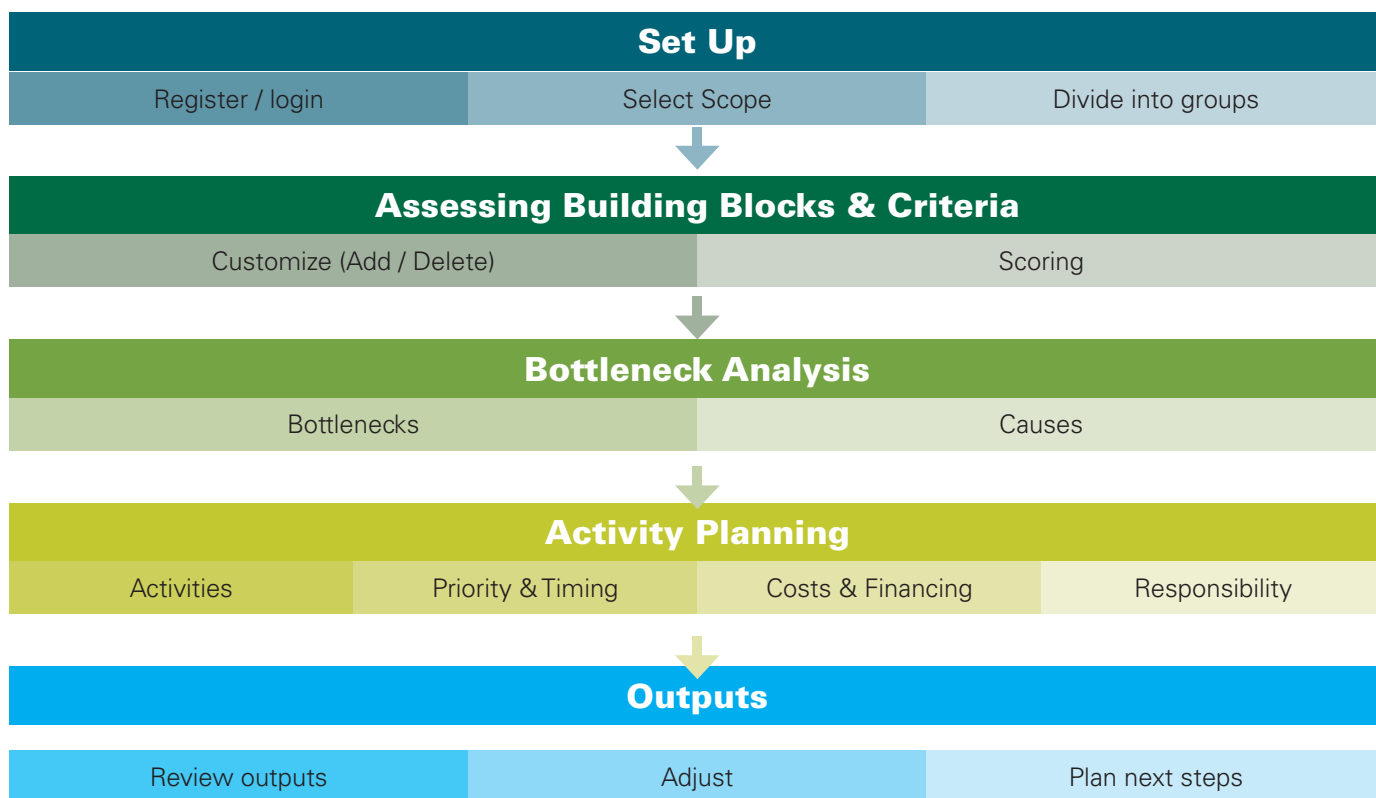 Set Up
Register / login
Select Scope
Divide into groups
Assessing Building Blocks & Criteria
Customize (Add / Delete)
Scoring
Bottleneck Analysis
Bottlenecks
Causes
Activity Planning
Activities
Priority & Timing
Costs & Financing
Responsibility
Outputs
Review outputs
Adjust
Plan next steps